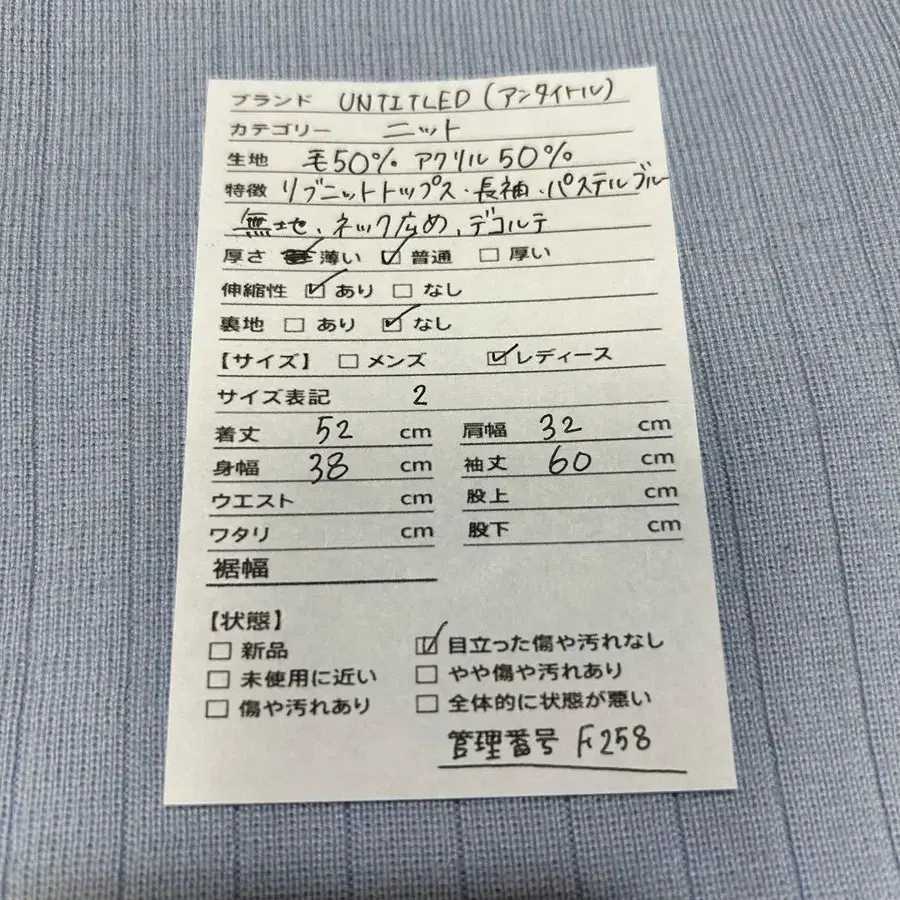 ブランド UNTITLED (アンタイトル)
カテゴリー ニット
生地 毛50% アクリル50%
特徴 リブニットトップス・長袖・パステルブルー
無地、ネック広め、デコルテ
厚さ 薄い ☑ 普通 □ 厚い
伸縮性 ☑ あり □ なし
裏地 □ あり ☑ なし
【サイズ】 □ メンズ ☑ レディース
サイズ表記 2
着丈 52 cm 肩幅 32 cm
身幅 38 cm 袖丈 60 cm
ウエスト cm 股上 cm
ワタリ cm 股下 cm
裾幅
【状態】
□ 新品 ☑ 目立った傷や汚れなし
□ 未使用に近い □ やや傷や汚れあり
□ 傷や汚れあり □ 全体的に状態が悪い
管理番号 F258